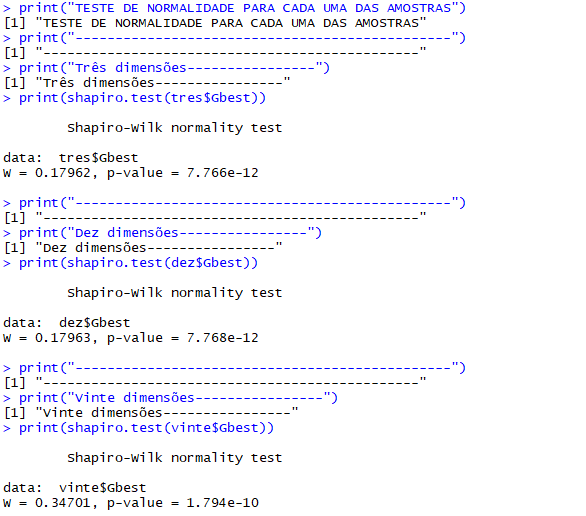 > print("TESTE DE NORMALIDADE PARA CADA UMA DAS AMOSTRAS")
[1] "TESTE DE NORMALIDADE PARA CADA UMA DAS AMOSTRAS"
> print("-----------------------------------------------")
[1] "-----------------------------------------------"
> print("Três dimensões----------------")
[1] "Três dimensões----------------"
> print(shapiro.test(tres$Gbest))
Shapiro-Wilk normality test
data:  tres$Gbest
W = 0.17962, p-value = 7.766e-12
> print("-----------------------------------------------")
[1] "-----------------------------------------------"
> print("Dez dimensões----------------")
[1] "Dez dimensões----------------"
> print(shapiro.test(dez$Gbest))
Shapiro-Wilk normality test
data:  dez$Gbest
W = 0.17963, p-value = 7.768e-12
> print("-----------------------------------------------")
[1] "-----------------------------------------------"
> print("Vinte dimensões----------------")
[1] "Vinte dimensões----------------"
> print(shapiro.test(vinte$Gbest))
Shapiro-Wilk normality test
data:  vinte$Gbest
W = 0.34701, p-value = 1.794e-10